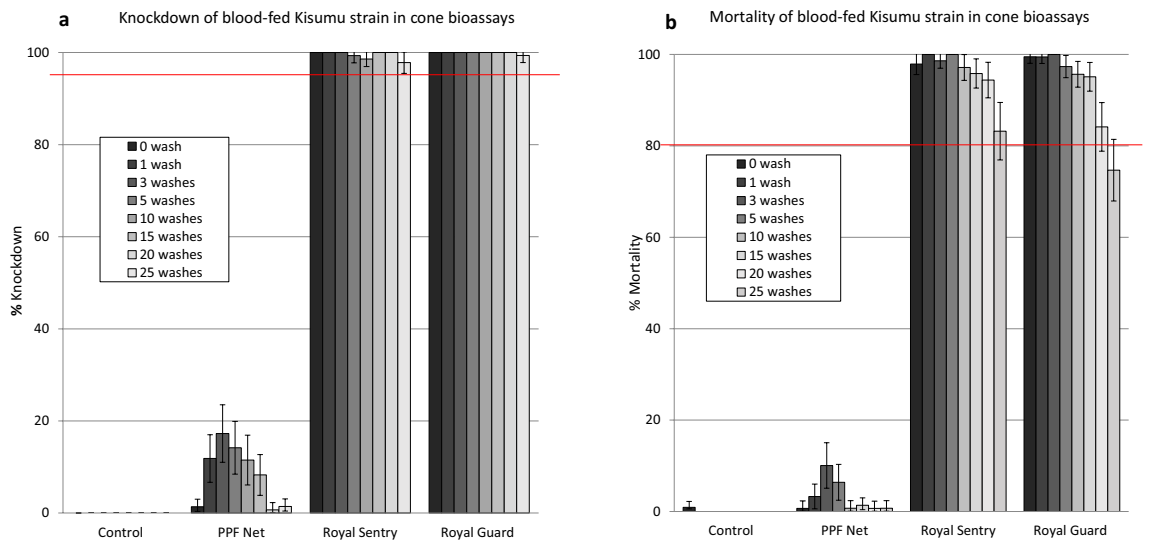 a
Knockdown of blood-fed Kisumu strain in cone bioassays
100
80
60
40
20
0
% Knockdown
0 wash
1 wash
3 washes
5 washes
10 washes
15 washes
20 washes
25 washes
Control
PPF Net
Royal Sentry
Royal Guard
b
Mortality of blood-fed Kisumu strain in cone bioassays
100
80
60
40
20
0
% Mortality
0 wash
1 wash
3 washes
5 washes
10 washes
15 washes
20 washes
25 washes
Control
PPF Net
Royal Sentry
Royal Guard